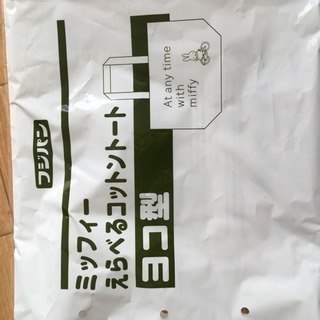 フジパン
ミッフィー
えらべるコットントート
ヨコ型
At any time
with
miffy